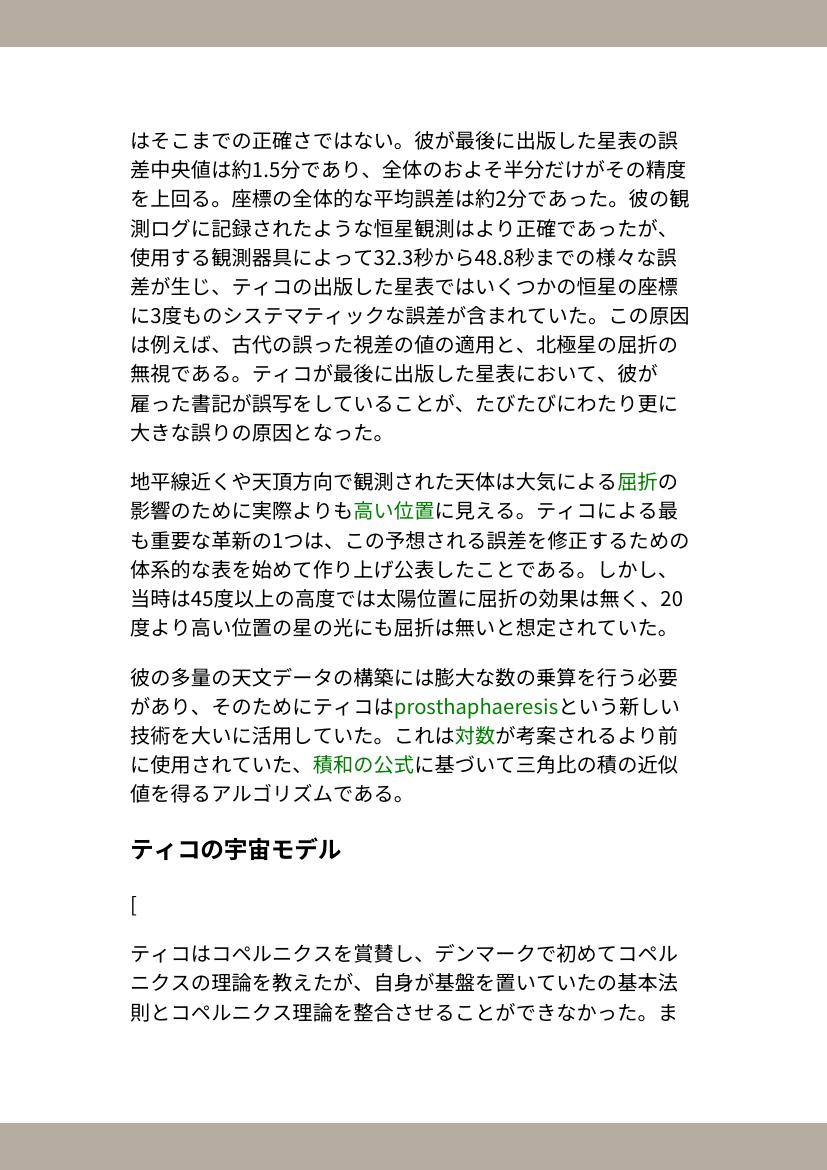 はそこまでの正確さではない。彼が最後に出版した星表の誤
差中央値は約1.5分であり、全体のおよそ半分だけがその精度
を上回る。座標の全体的な平均誤差は約2分であった。彼の観
測ログに記録されたような恒星観測はより正確であったが、
使用する観測器具によって32.3秒から48.8秒までの様々な誤
差が生じ、ティコの出版した星表ではいくつかの恒星の座標
に3度ものシステマティックな誤差が含まれていた。この原因
は例えば、古代の誤った視差の値の適用と、北極星の屈折の
無視である。ティコが最後に出版した星表において、彼が
雇った書記が誤写をしていることが、たびたびにわたり更に
大きな誤りの原因となった。
地平線近くや天頂方向で観測された天体は大気による屈折の
影響のために実際よりも高い位置に見える。ティコによる最
も重要な革新の1つは、この予想される誤差を修正するための
体系的な表を始めて作り上げ公表したことである。しかし、
当時は45度以上の高度では太陽位置に屈折の効果は無く、20
度より高い位置の星の光にも屈折は無いと想定されていた。
彼の多量の天文データの構築には膨大な数の乗算を行う必要
があり、そのためにティコはprosthaphaeresisという新しい
技術を大いに活用していた。これは対数が考案されるより前
に使用されていた、積和の公式に基づいて三角比の積の近似
値を得るアルゴリズムである。
ティコの宇宙モデル
[
ティコはコペルニクスを賞賛し、デンマークで初めてコペル
ニクスの理論を教えたが、自身が基盤を置いていたの基本法
則とコペルニクス理論を整合させることができなかった。ま